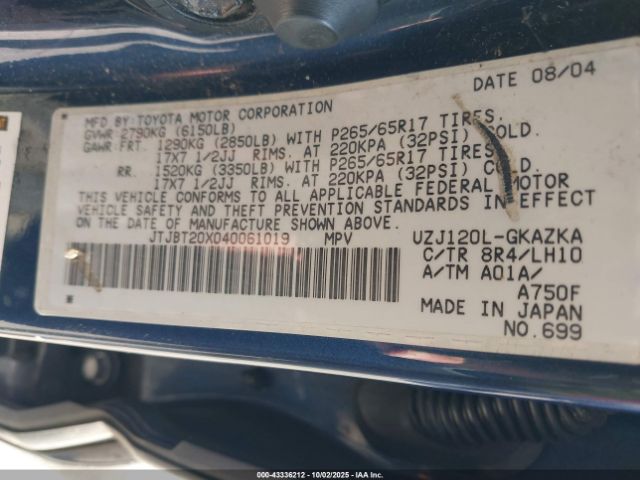 DATE 08/04
MFD BY:TOYOTA MOTOR CORPORATION
GVWR 2790KG (6150LB)
GAWR FRT. 1290KG (2850LB) WITH P265/65R17 TIRES.
17X7 1/2JJ RIMS. AT 220KPA (32PSI) COLD.
RR. 1520KG (3350LB) WITH P265/65R17 TIRES.
17X7 1/2JJ RIMS. AT 220KPA (32PSI) COLD.
THIS VEHICLE CONFORMS TO ALL APPLICABLE FEDERAL MOTOR
VEHICLE SAFETY AND THEFT PREVENTION STANDARDS IN EFFECT
ON THE DATE OF MANUFACTURE SHOWN ABOVE.
JTJBT20X040061019 MPV UZJ120L-GKAZKA
C/TR 8R4/LH10
A/TM A01A/
A750F
MADE IN JAPAN
NO.699
000-43336212 - 10/02/2025 - IAAI.com